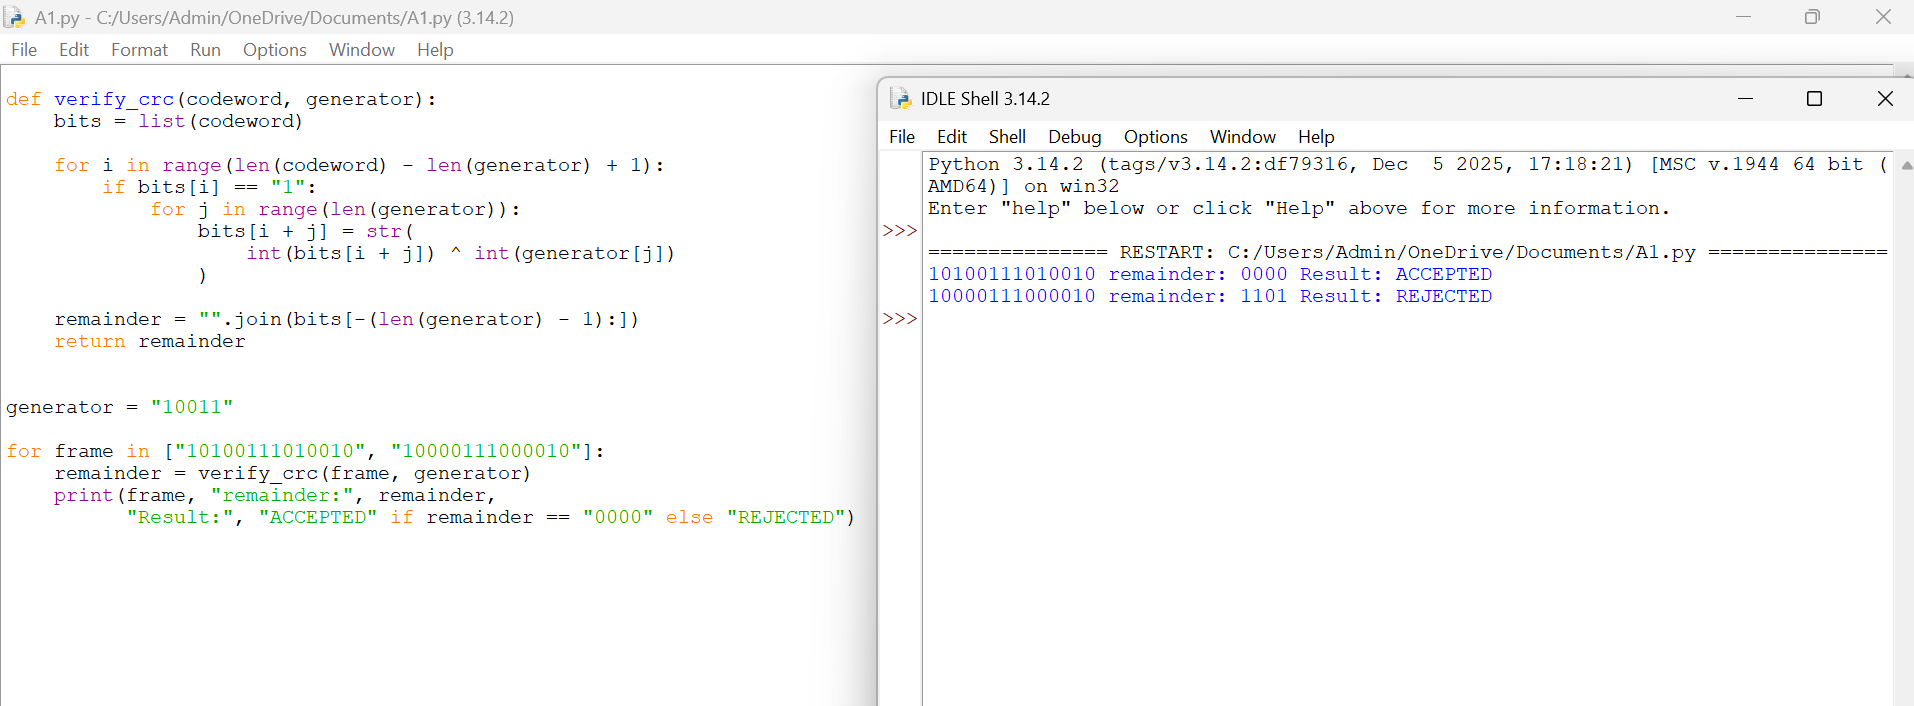 A1.py - C:/Users/Admin/OneDrive/Documents/A1.py (3.14.2)
File Edit Format Run Options Window Help
def verify_crc(codeword, generator):
    bits = list(codeword)

    for i in range(len(codeword) - len(generator) + 1):
        if bits[i] == "1":
            for j in range(len(generator)):
                bits[i + j] = str(
                    int(bits[i + j]) ^ int(generator[j])
                )

    remainder = "".join(bits[-(len(generator) - 1):])
    return remainder

generator = "10011"

for frame in ["10100111010010", "10000111000010"]:
    remainder = verify_crc(frame, generator)
    print(frame, "remainder:", remainder,
          "Result:", "ACCEPTED" if remainder == "0000" else "REJECTED")
IDLE Shell 3.14.2
File Edit Shell Debug Options Window Help
Python 3.14.2 (tags/v3.14.2:df79316, Dec  5 2025, 17:18:21) [MSC v.1944 64 bit (
AMD64)] on win32
Enter "help" below or click "Help" above for more information.
>>>
=============== RESTART: C:/Users/Admin/OneDrive/Documents/A1.py ===============
10100111010010 remainder: 0000 Result: ACCEPTED
10000111000010 remainder: 1101 Result: REJECTED
>>>